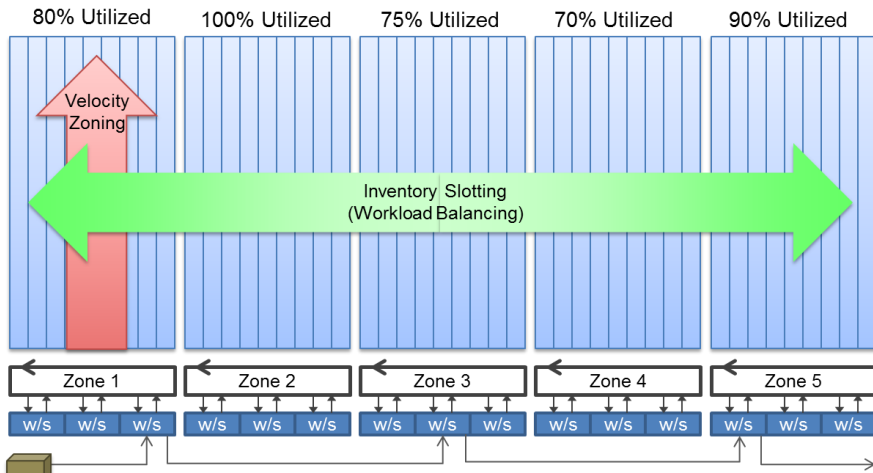 80% Utilized
100% Utilized
75% Utilized
70% Utilized
90% Utilized
Velocity
Zoning
Inventory Slotting
(Workload Balancing)
Zone 1
Zone 2
Zone 3
Zone 4
Zone 5
w/s w/s w/s
w/s w/s w/s
w/s w/s w/s
w/s w/s w/s
w/s w/s w/s